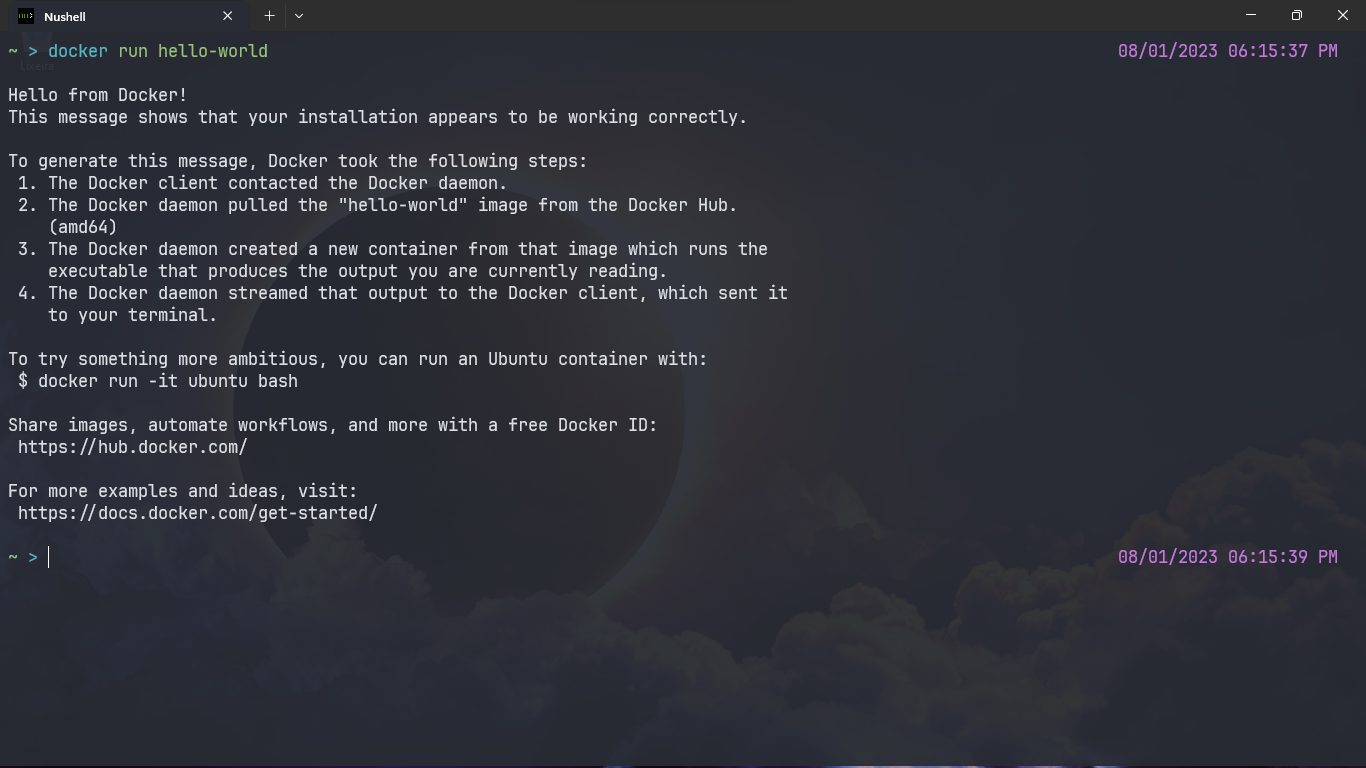 Nushell
~ > docker run hello-world 08/01/2023 06:15:37 PM
Hello from Docker!
This message shows that your installation appears to be working correctly.
To generate this message, Docker took the following steps:
1. The Docker client contacted the Docker daemon.
2. The Docker daemon pulled the "hello-world" image from the Docker Hub.
(amd64)
3. The Docker daemon created a new container from that image which runs the
executable that produces the output you are currently reading.
4. The Docker daemon streamed that output to the Docker client, which sent it
to your terminal.
To try something more ambitious, you can run an Ubuntu container with:
$ docker run -it ubuntu bash
Share images, automate workflows, and more with a free Docker ID:
https://hub.docker.com/
For more examples and ideas, visit:
https://docs.docker.com/get-started/
~ > 08/01/2023 06:15:39 PM